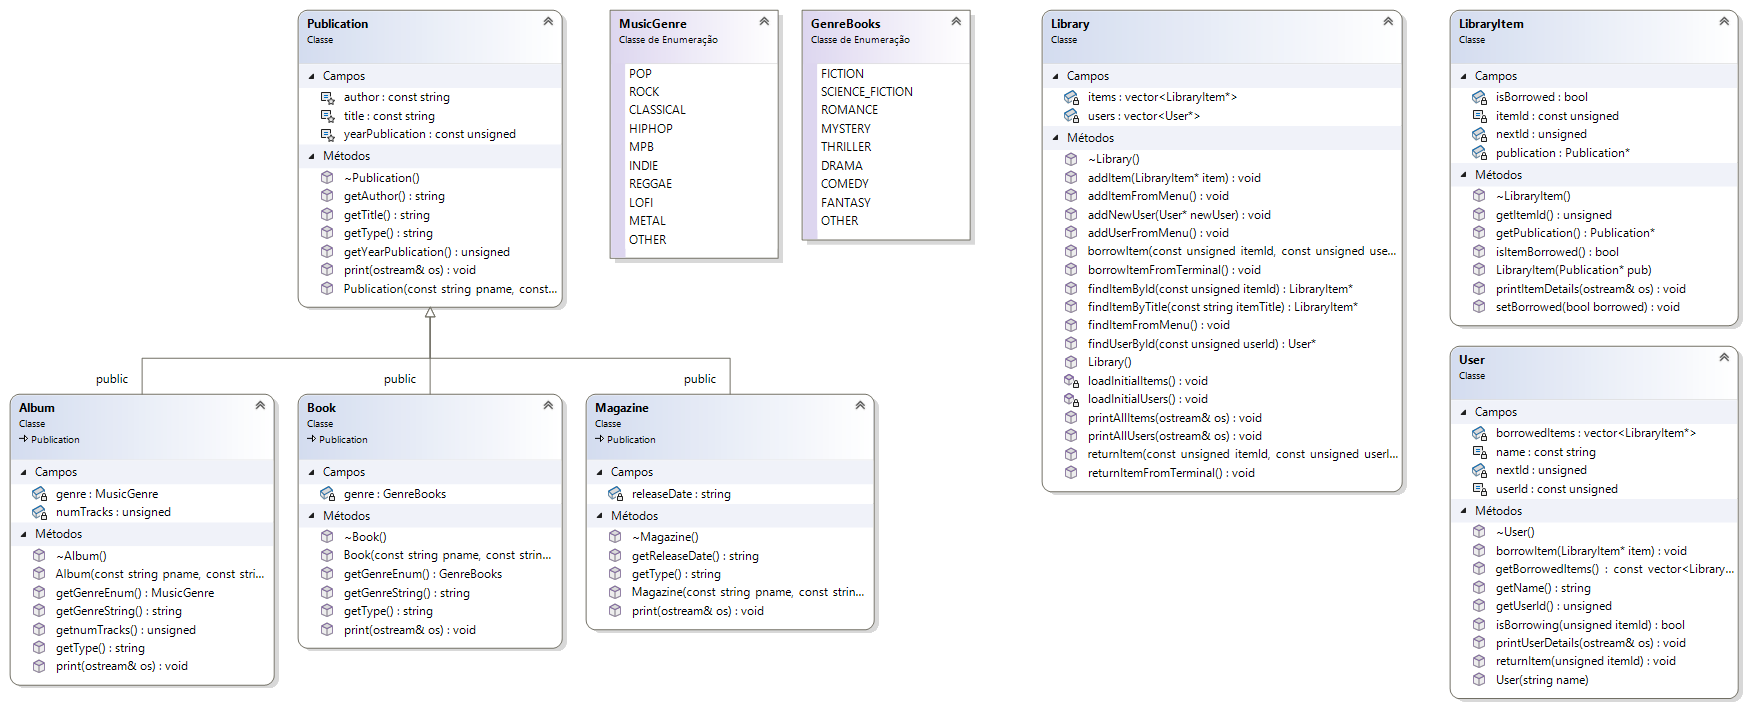 Publication
Classe
Campos
author : const string
title : const string
yearPublication : const unsigned
Métodos
~Publication()
getAuthor() : string
getTitle() : string
getType() : string
getYearPublication() : unsigned
print(ostream& os) : void
Publication(const string pname, const...
MusicGenre
Classe de Enumeração
POP
ROCK
CLASSICAL
HIPHOP
MPB
INDIE
REGGAE
LOFI
METAL
OTHER
GenreBooks
Classe de Enumeração
FICTION
SCIENCE_FICTION
ROMANCE
MYSTERY
THRILLER
DRAMA
COMEDY
FANTASY
OTHER
Library
Classe
Campos
items : vector<LibraryItem*>
users : vector<User*>
Métodos
~Library()
addItem(LibraryItem* item) : void
addItemFromMenu() : void
addNewUser(User* newUser) : void
addUserFromMenu() : void
borrowItem(const unsigned itemId, const unsigned use...
borrowItemFromTerminal() : void
findItemById(const unsigned itemId) : LibraryItem*
findItemByTitle(const string itemTitle) : LibraryItem*
findItemFromMenu() : void
findUserById(const unsigned userId) : User*
Library()
loadInitialItems() : void
loadInitialUsers() : void
printAllItems(ostream& os) : void
printAllUsers(ostream& os) : void
returnItem(const unsigned itemId, const unsigned userI...
returnItemFromTerminal() : void
LibraryItem
Classe
Campos
isBorrowed : bool
itemId : const unsigned
nextId : unsigned
publication : Publication*
Métodos
~LibraryItem()
getItemId() : unsigned
getPublication() : Publication*
isItemBorrowed() : bool
LibraryItem(Publication* pub)
printItemDetails(ostream& os) : void
setBorrowed(bool borrowed) : void
User
Classe
Campos
borrowedItems : vector<LibraryItem*>
name : const string
nextId : unsigned
userId : const unsigned
Métodos
~User()
borrowItem(LibraryItem* item) : void
getBorrowedItems() : const vector<Library...
getName() : string
getUserId() : unsigned
isBorrowing(unsigned itemId) : bool
printUserDetails(ostream& os) : void
returnItem(unsigned itemId) : void
User(string name)
public
public
public
Album
Classe
Publication
Campos
genre : MusicGenre
numTracks : unsigned
Métodos
~Album()
Album(const string pname, const stri...
getGenreEnum() : MusicGenre
getGenreString() : string
getnumTracks() : unsigned
getType() : string
print(ostream& os) : void
Book
Classe
Publication
Campos
genre : GenreBooks
Métodos
~Book()
Book(const string pname, const strin...
getGenreEnum() : GenreBooks
getGenreString() : string
getType() : string
print(ostream& os) : void
Magazine
Classe
Publication
Campos
releaseDate : string
Métodos
~Magazine()
getReleaseDate() : string
getType() : string
Magazine(const string pname, const strin...
print(ostream& os) : void